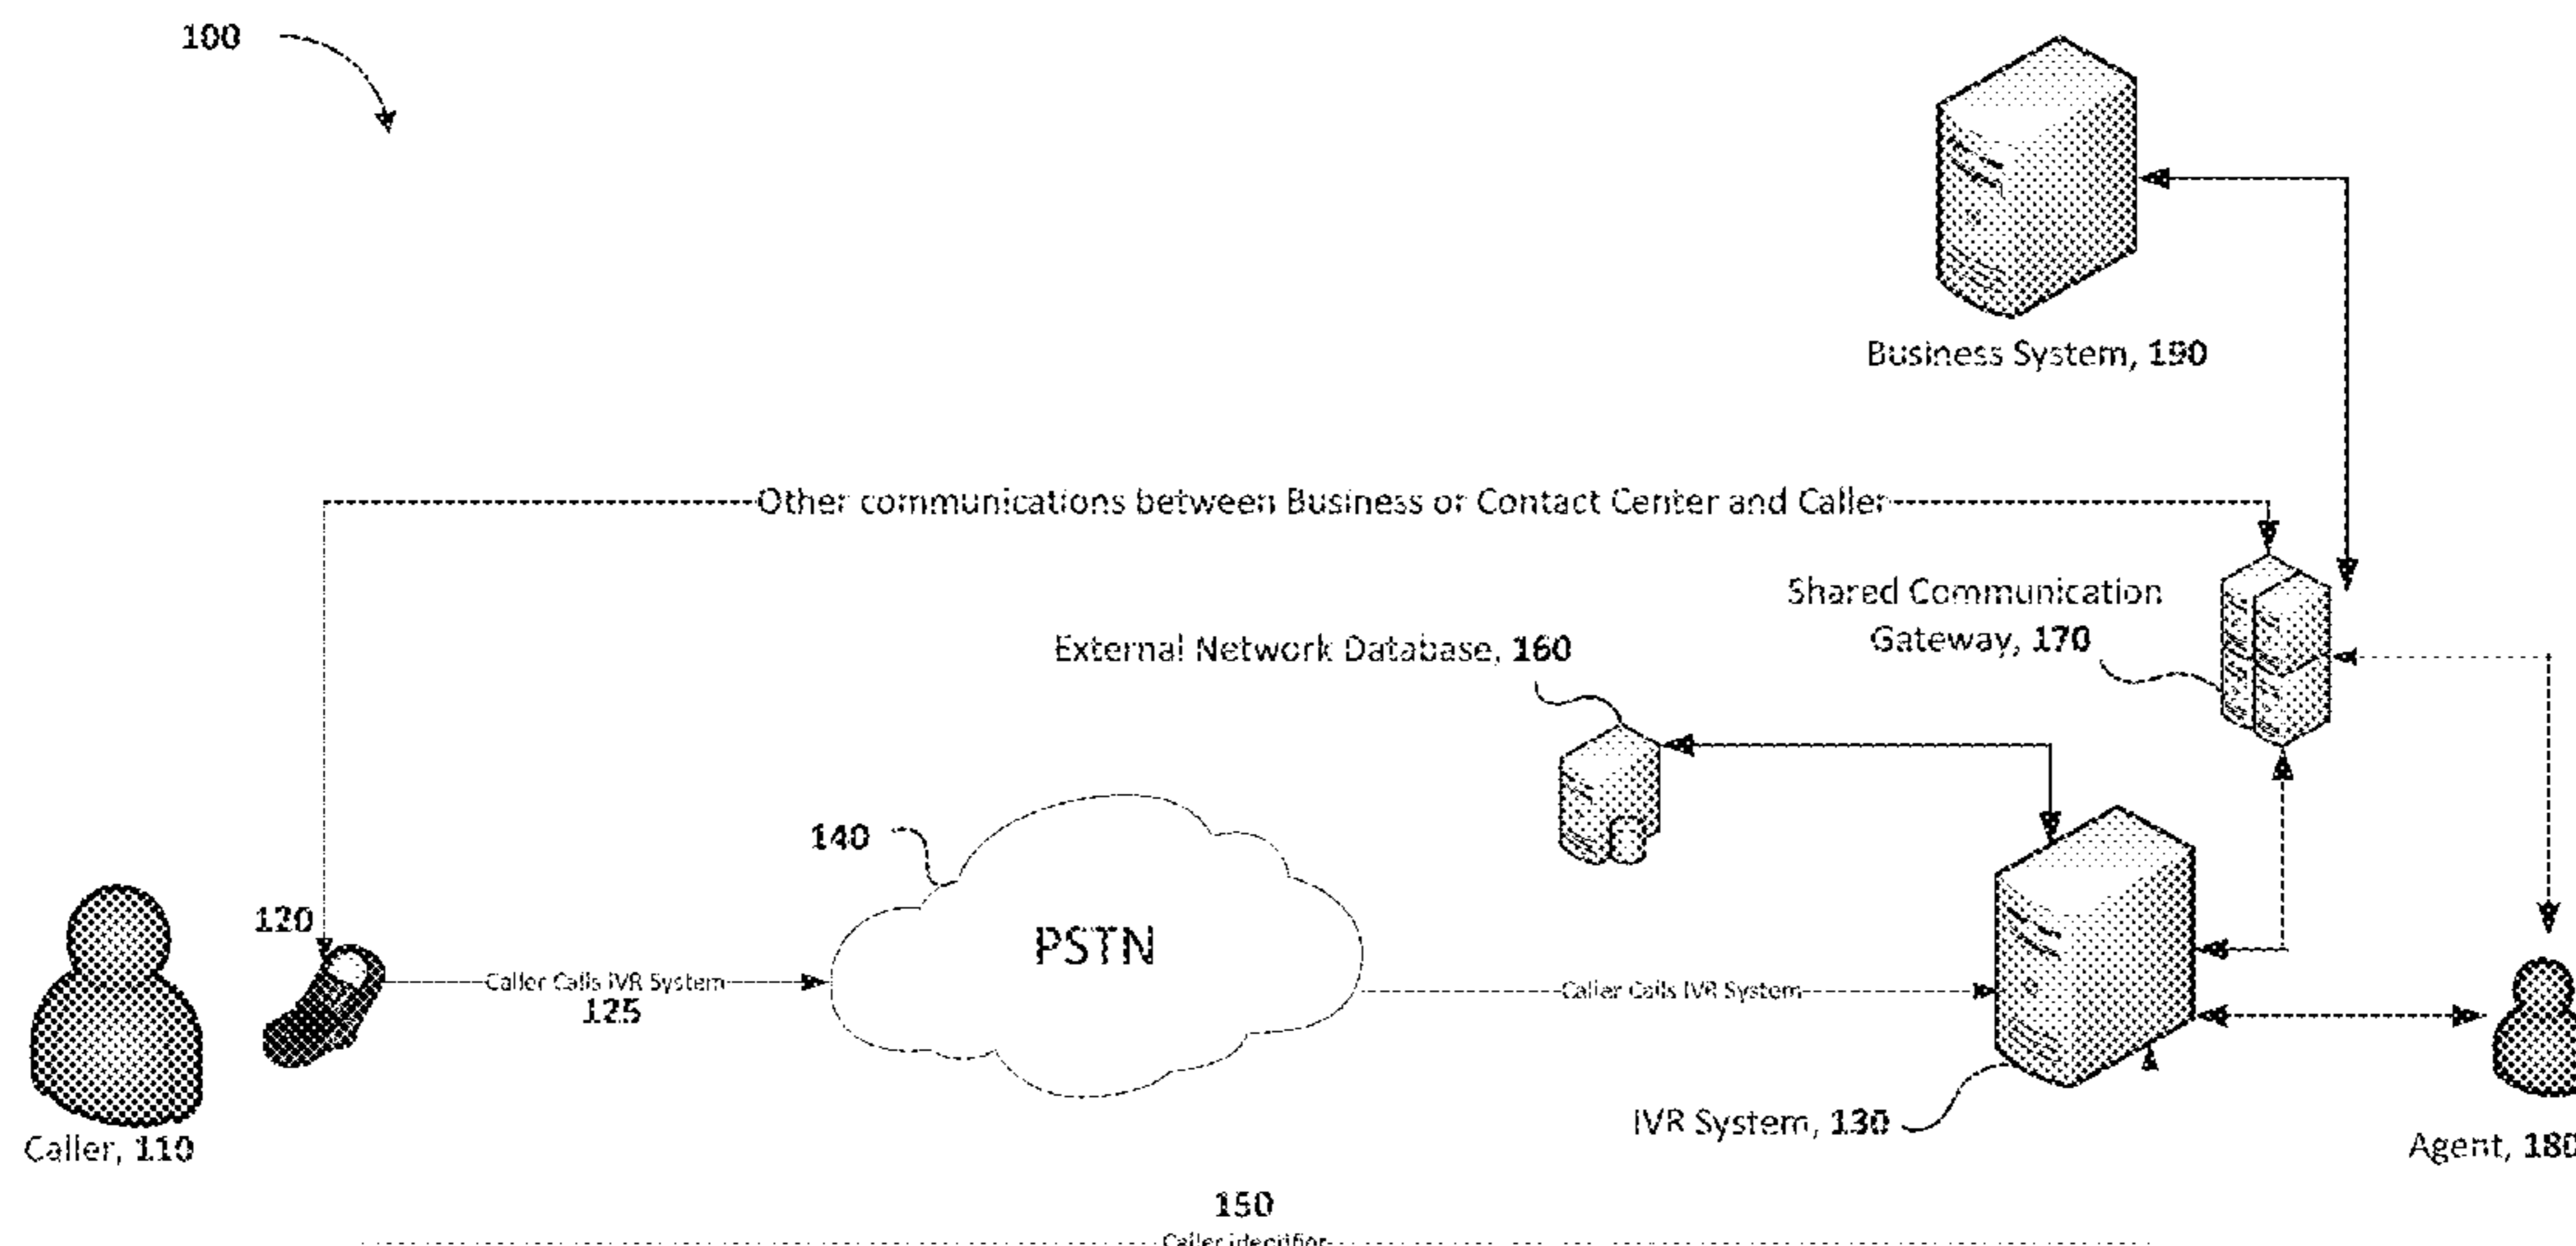 100
Business System, 190
Other communications between Business or Contact Center and Caller
Shared Communication
Gateway, 170
External Network Database, 160
140
PSTN
120
Caller Calls IVR System
125
Caller Calls IVR System
IVR System, 130
Caller, 110
Agent, 180
150
Caller identifier